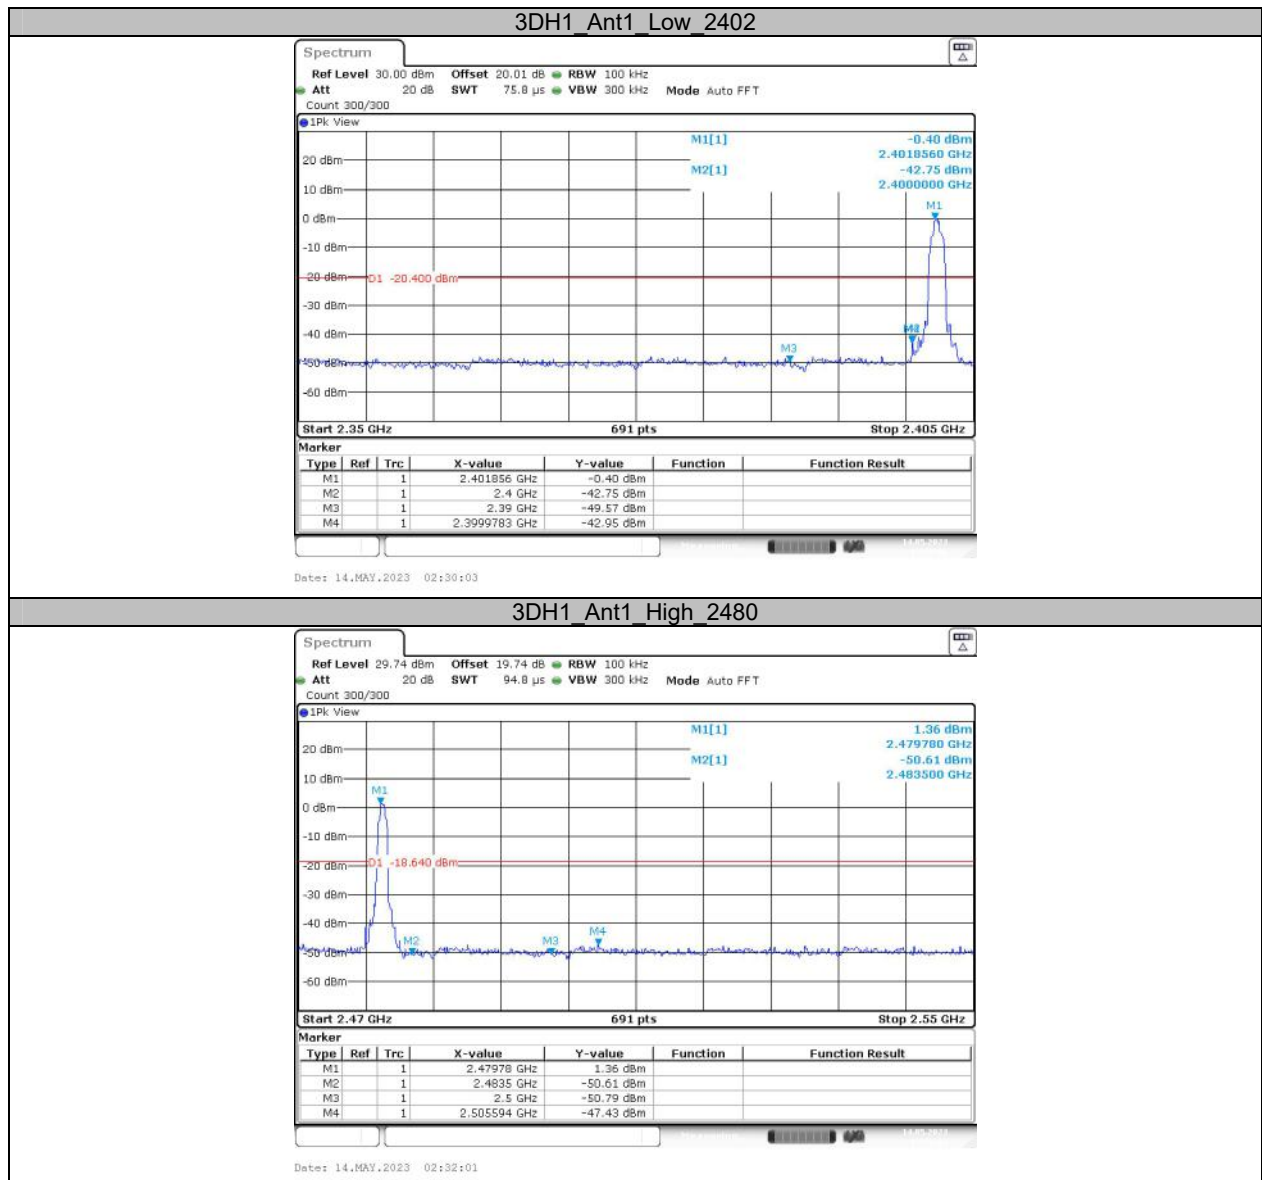 3DH1_Ant1_Low_2402
Spectrum
Ref Level 30.00 dBm Offset 20.01 dB RBW 100 kHz
Att 20 dB SWT 75.8 µs VBW 300 kHz Mode Auto FFT
Count 300/300
1Pk View
M1[1] -0.40 dBm
2.4018560 GHz
20 dBm
M2[1] -42.75 dBm
2.4000000 GHz
10 dBm
M1
0 dBm
-10 dBm
-20 dBm D1 -20.400 dBm
-30 dBm
-40 dBm
M3
-50 dBm
-60 dBm
Start 2.35 GHz 691 pts Stop 2.405 GHz
Marker
Type Ref Trc X-value Y-value Function Function Result
M1 1 2.401856 GHz -0.40 dBm
M2 1 2.4 GHz -42.75 dBm
M3 1 2.39 GHz -49.57 dBm
M4 1 2.3999783 GHz -42.95 dBm
Date: 14.MAY.2023 02:30:03
3DH1_Ant1_High_2480
Spectrum
Ref Level 29.74 dBm Offset 19.74 dB RBW 100 kHz
Att 20 dB SWT 94.8 µs VBW 300 kHz Mode Auto FFT
Count 300/300
1Pk View
M1[1] 1.36 dBm
2.479780 GHz
20 dBm
M2[1] -50.61 dBm
2.483500 GHz
10 dBm
M1
0 dBm
-10 dBm
-20 dBm D1 -18.640 dBm
-30 dBm
-40 dBm
M2 M3 M4
-50 dBm
-60 dBm
Start 2.47 GHz 691 pts Stop 2.55 GHz
Marker
Type Ref Trc X-value Y-value Function Function Result
M1 1 2.47978 GHz 1.36 dBm
M2 1 2.4835 GHz -50.61 dBm
M3 1 2.5 GHz -50.79 dBm
M4 1 2.505594 GHz -47.43 dBm
Date: 14.MAY.2023 02:32:01